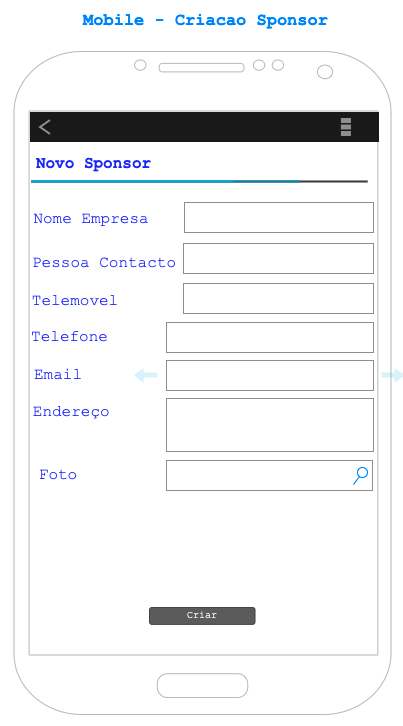 Mobile - Criacao Sponsor
Novo Sponsor
Nome Empresa
Pessoa Contacto
Telemovel
Telefone
Email
Endereço
Foto
Criar